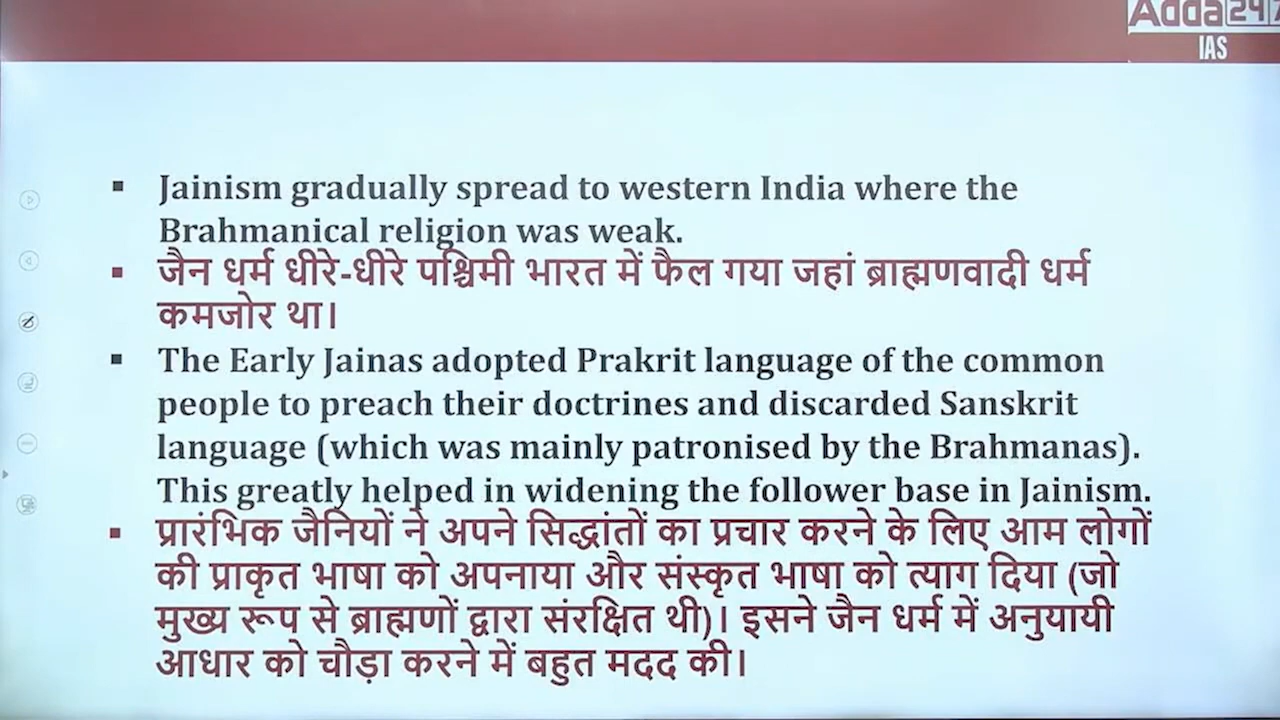 Adda247
IAS
▪ Jainism gradually spread to western India where the
Brahmanical religion was weak.
▪ जैन धर्म धीरे-धीरे पश्चिमी भारत में फैल गया जहां ब्राह्मणवादी धर्म
कमजोर था।
▪ The Early Jainas adopted Prakrit language of the common
people to preach their doctrines and discarded Sanskrit
language (which was mainly patronised by the Brahmanas).
This greatly helped in widening the follower base in Jainism.
▪ प्रारंभिक जैनियों ने अपने सिद्धांतों का प्रचार करने के लिए आम लोगों
की प्राकृत भाषा को अपनाया और संस्कृत भाषा को त्याग दिया (जो
मुख्य रूप से ब्राह्मणों द्वारा संरक्षित थी)। इसने जैन धर्म में अनुयायी
आधार को चौड़ा करने में बहुत मदद की।